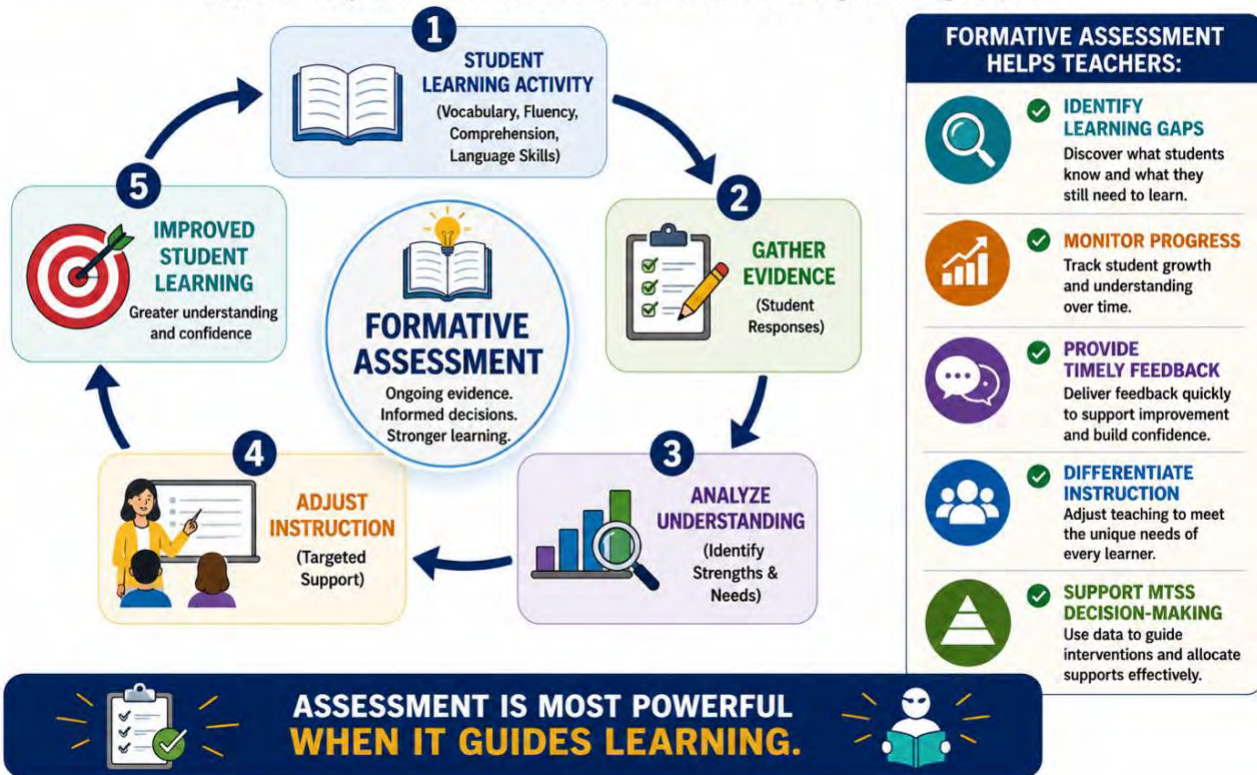 1
STUDENT
LEARNING ACTIVITY
(Vocabulary, Fluency,
Comprehension,
Language Skills)
2
GATHER
EVIDENCE
(Student
Responses)
3
ANALYZE
UNDERSTANDING
(Identify
Strengths &
Needs)
4
ADJUST
INSTRUCTION
(Targeted
Support)
5
IMPROVED
STUDENT
LEARNING
Greater understanding
and confidence
FORMATIVE
ASSESSMENT
Ongoing evidence.
Informed decisions.
Stronger learning.
FORMATIVE ASSESSMENT
HELPS TEACHERS:
IDENTIFY
LEARNING GAPS
Discover what students
know and what they
still need to learn.
MONITOR PROGRESS
Track student growth
and understanding
over time.
PROVIDE
TIMELY FEEDBACK
Deliver feedback quickly
to support improvement
and build confidence.
DIFFERENTIATE
INSTRUCTION
Adjust teaching to meet
the unique needs of
every learner.
SUPPORT MTSS
DECISION-MAKING
Use data to guide
interventions and allocate
supports effectively.
ASSESSMENT IS MOST POWERFUL
WHEN IT GUIDES LEARNING.